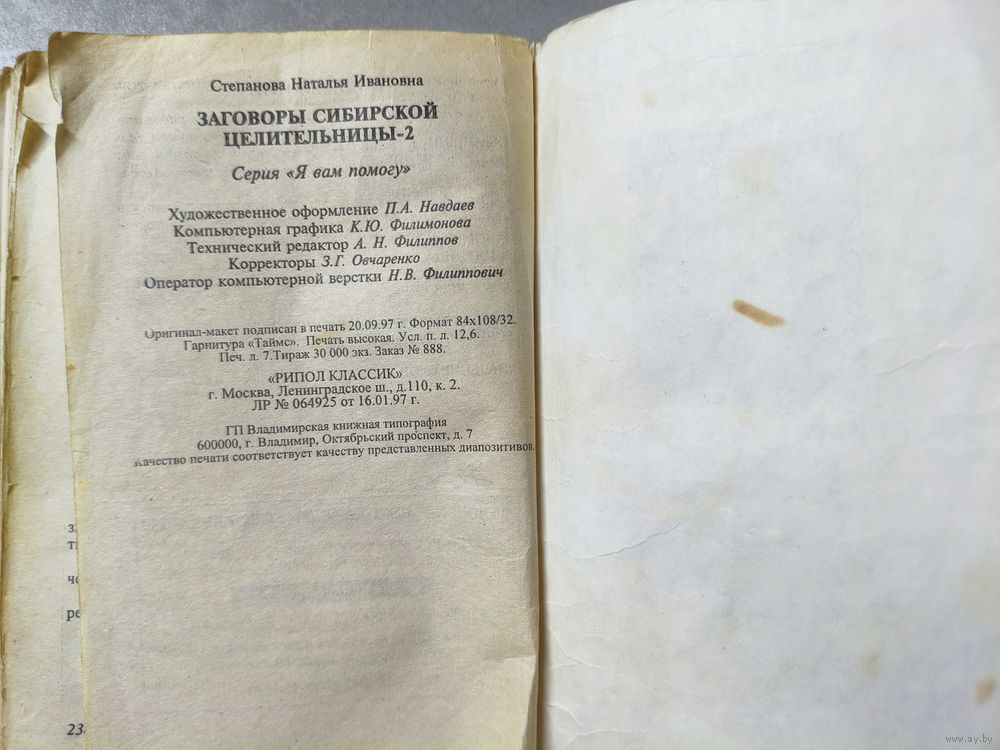 Степанова Наталья Ивановна
ЗАГОВОРЫ СИБИРСКОЙ
ЦЕЛИТЕЛЬНИЦЫ-2
Серия «Я вам помогу»
Художественное оформление П.А. Навдаев
Компьютерная графика К.Ю. Филимонова
Технический редактор А. Н. Филиппов
Корректоры З.Г. Овчаренко
Оператор компьютерной верстки Н.В. Филиппович
Оригинал-макет подписан в печать 20.09.97 г. Формат 84х108/32.
Гарнитура «Таймс». Печать высокая. Усл. п. л. 12,6.
Печ. л. 7.Тираж 30 000 экз. Заказ № 888.
«РИПОЛ КЛАССИК»
г. Москва, Ленинградское ш., д.110, к. 2.
ЛР № 064925 от 16.01.97 г.
ГП Владимирская книжная типография
600000, г. Владимир, Октябрьский проспект, д. 7
Качество печати соответствует качеству представленных диапозитивов.
www.ay.by